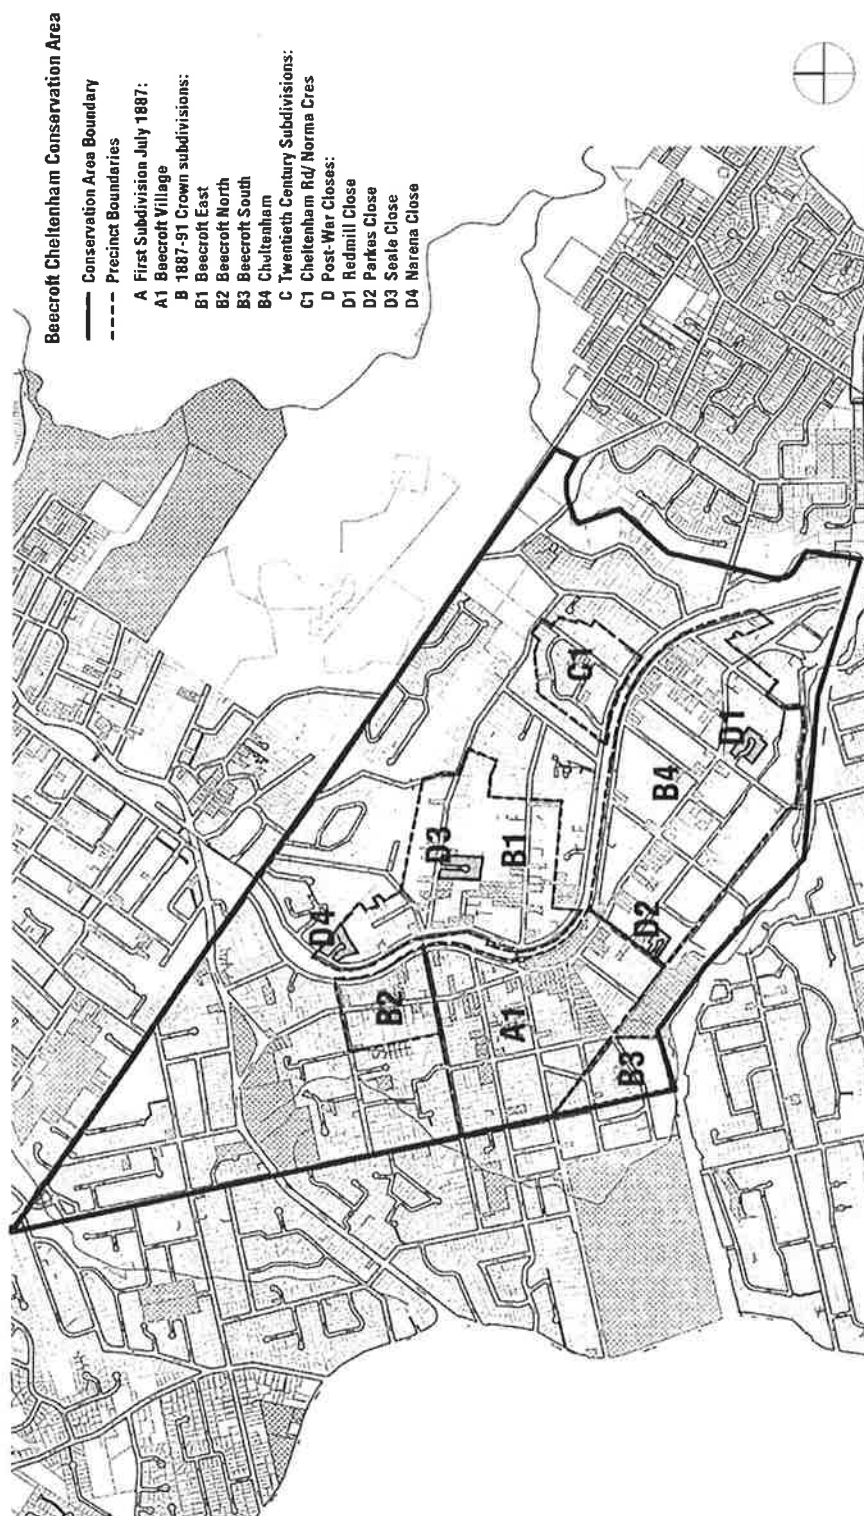 Beecroft Cheltenham Conservation Area
Conservation Area Boundary
Precinct Boundaries
A First Subdivision July 1887:
A1 Beecroft Village
B 1887-91 Crown subdivisions:
B1 Beecroft East
B2 Beecroft North
B3 Beecroft South
B4 Chultenham
C Twentieth Century Subdivisions:
C1 Cheltenham Rd/ Norma Cres
D Post-War Closes:
D1 Redmill Close
D2 Parkes Close
D3 Seale Close
D4 Narena Close
D4
B2
D3
B1
C1
A1
B4
D1
D2
B3